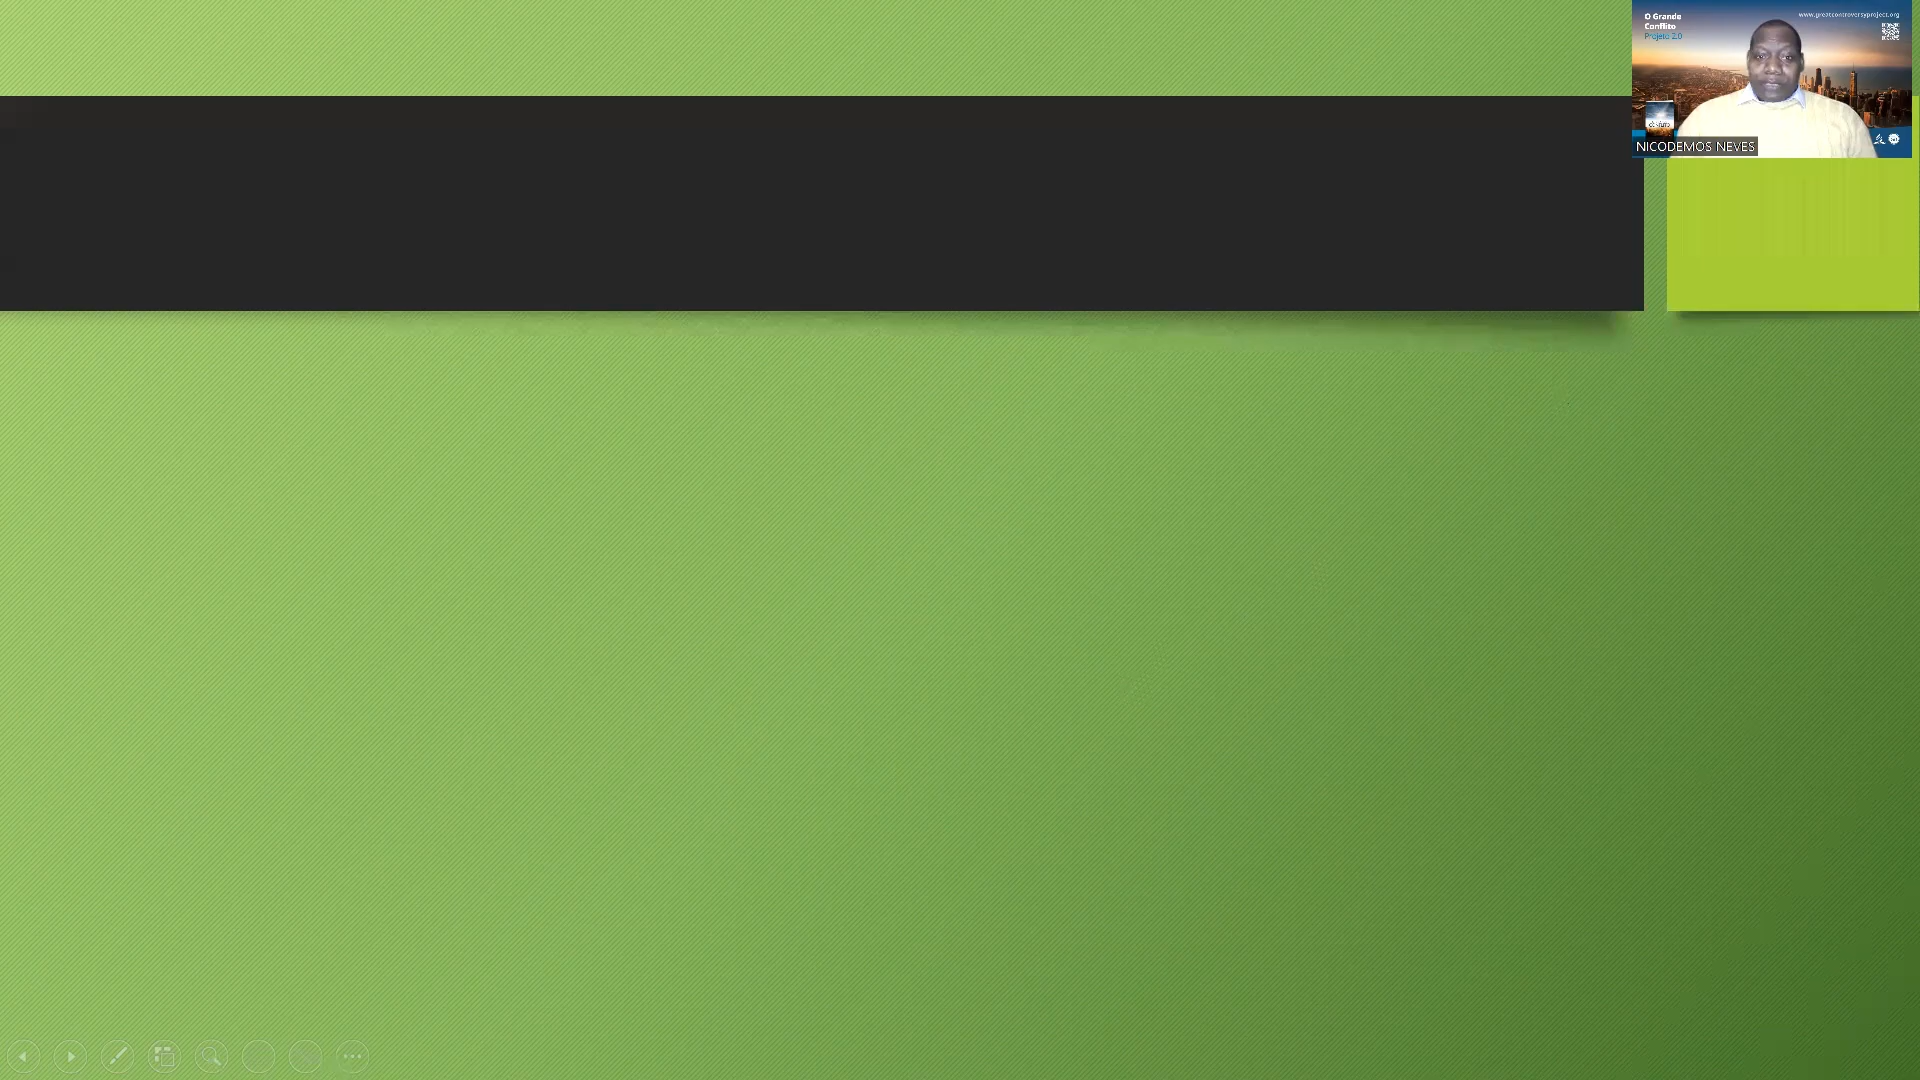 O Grande
Conflito
Projeto 2.0
www.greatcontroversyproject.org
NICODEMOS NEVES